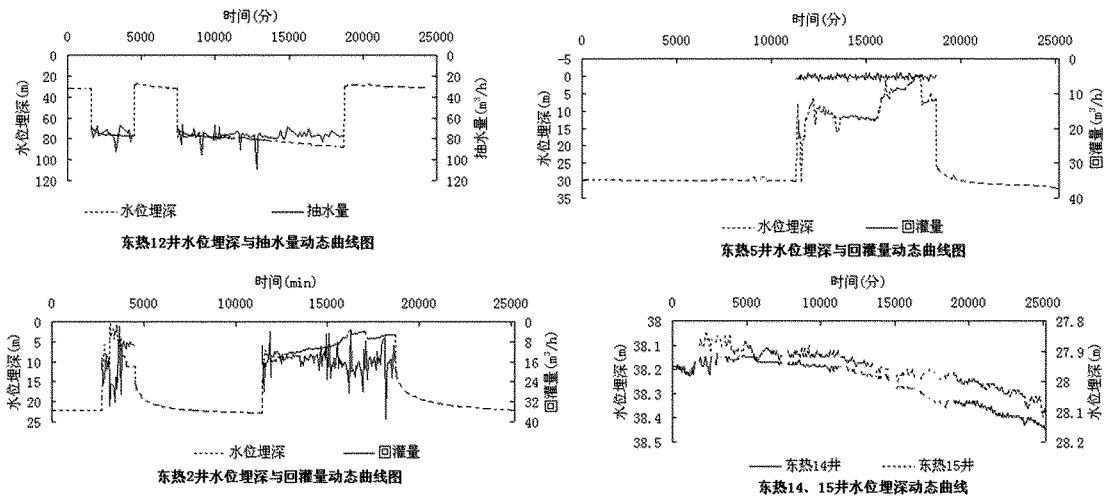 时间(分)
0 5000 10000 15000 20000 25000
0 20 40 60 80 100 120
水位埋深(m)
0 20 40 60 80 100 120
抽水量(m³/h)
水位埋深 抽水量
东热12井水位埋深与抽水量动态曲线图
时间(分)
0 5000 10000 15000 20000 25000
-5 0 5 10 15 20 25 30 35
水位埋深(m)
0 10 20 30 40
回灌量(m³/h)
水位埋深 回灌量
东热5井水位埋深与回灌量动态曲线图
时间(min)
0 5000 10000 15000 20000 25000
0 5 10 15 20 25
水位埋深(m)
0 8 16 24 32 40
回灌量(m³/h)
水位埋深 回灌量
东热2井水位埋深与回灌量动态曲线图
时间(分)
0 5000 10000 15000 20000 25000
38 38.1 38.2 38.3 38.4 38.5
水位埋深(m)
27.8 27.9 28 28.1 28.2
水位埋深(m)
东热14井 东热15井
东热14、15井水位埋深动态曲线